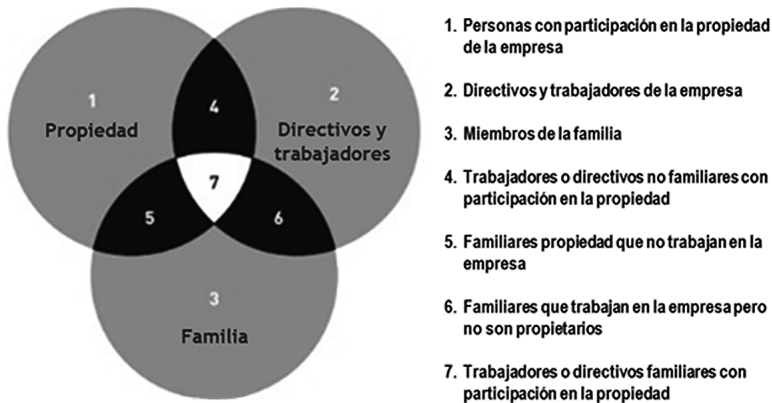 1
Propiedad
4
2
Directivos y
trabajadores
7
5
6
3
Familia
1. Personas con participación en la propiedad
de la empresa
2. Directivos y trabajadores de la empresa
3. Miembros de la familia
4. Trabajadores o directivos no familiares con
participación en la propiedad
5. Familiares propiedad que no trabajan en la
empresa
6. Familiares que trabajan en la empresa pero
no son propietarios
7. Trabajadores o directivos familiares con
participación en la propiedad